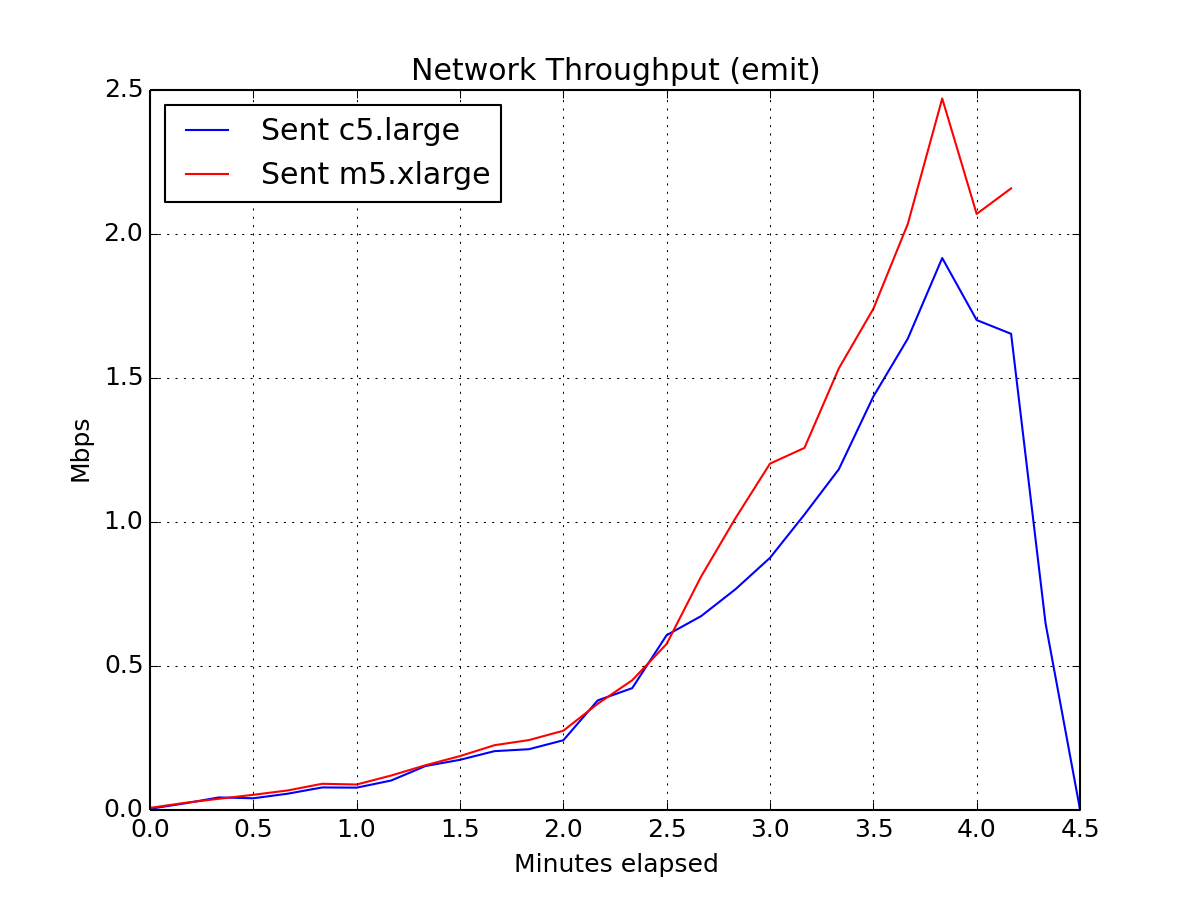 Network Throughput (emit)
Sent c5.large
Sent m5.xlarge
2.5
2.0
1.5
1.0
0.5
0.0
Mbps
0.0 0.5 1.0 1.5 2.0 2.5 3.0 3.5 4.0 4.5
Minutes elapsed